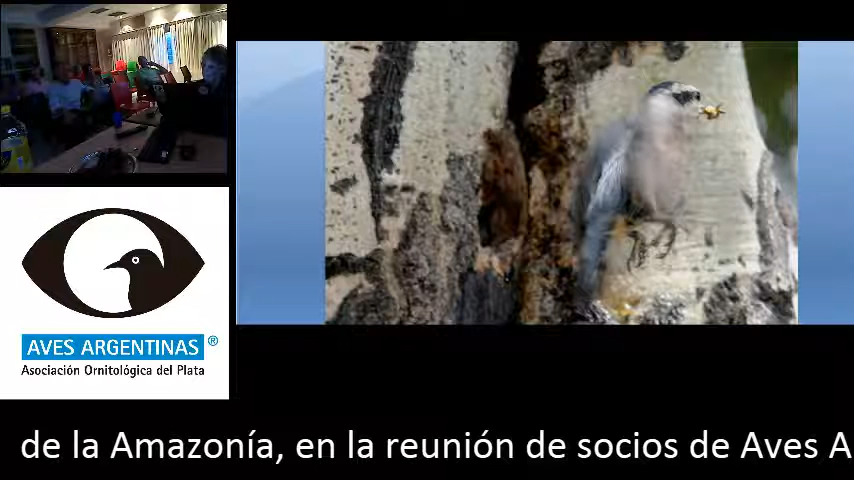 AVES ARGENTINAS ®
Asociación Ornitológica del Plata
de la Amazonía, en la reunión de socios de Aves A